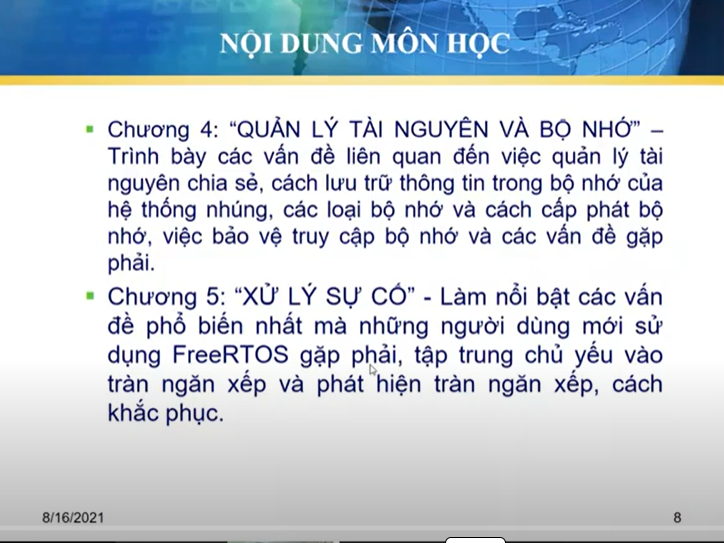 NỘI DUNG MÔN HỌC
▪ Chương 4: “QUẢN LÝ TÀI NGUYÊN VÀ BỘ NHỚ” –
Trình bày các vấn đề liên quan đến việc quản lý tài
nguyên chia sẻ, cách lưu trữ thông tin trong bộ nhớ của
hệ thống nhúng, các loại bộ nhớ và cách cấp phát bộ
nhớ, việc bảo vệ truy cập bộ nhớ và các vấn đề gặp
phải.
▪ Chương 5: “XỬ LÝ SỰ CỐ” - Làm nổi bật các vấn
đề phổ biến nhất mà những người dùng mới sử
dụng FreeRTOS gặp phải, tập trung chủ yếu vào
tràn ngăn xếp và phát hiện tràn ngăn xếp, cách
khắc phục.
8/16/2021 8